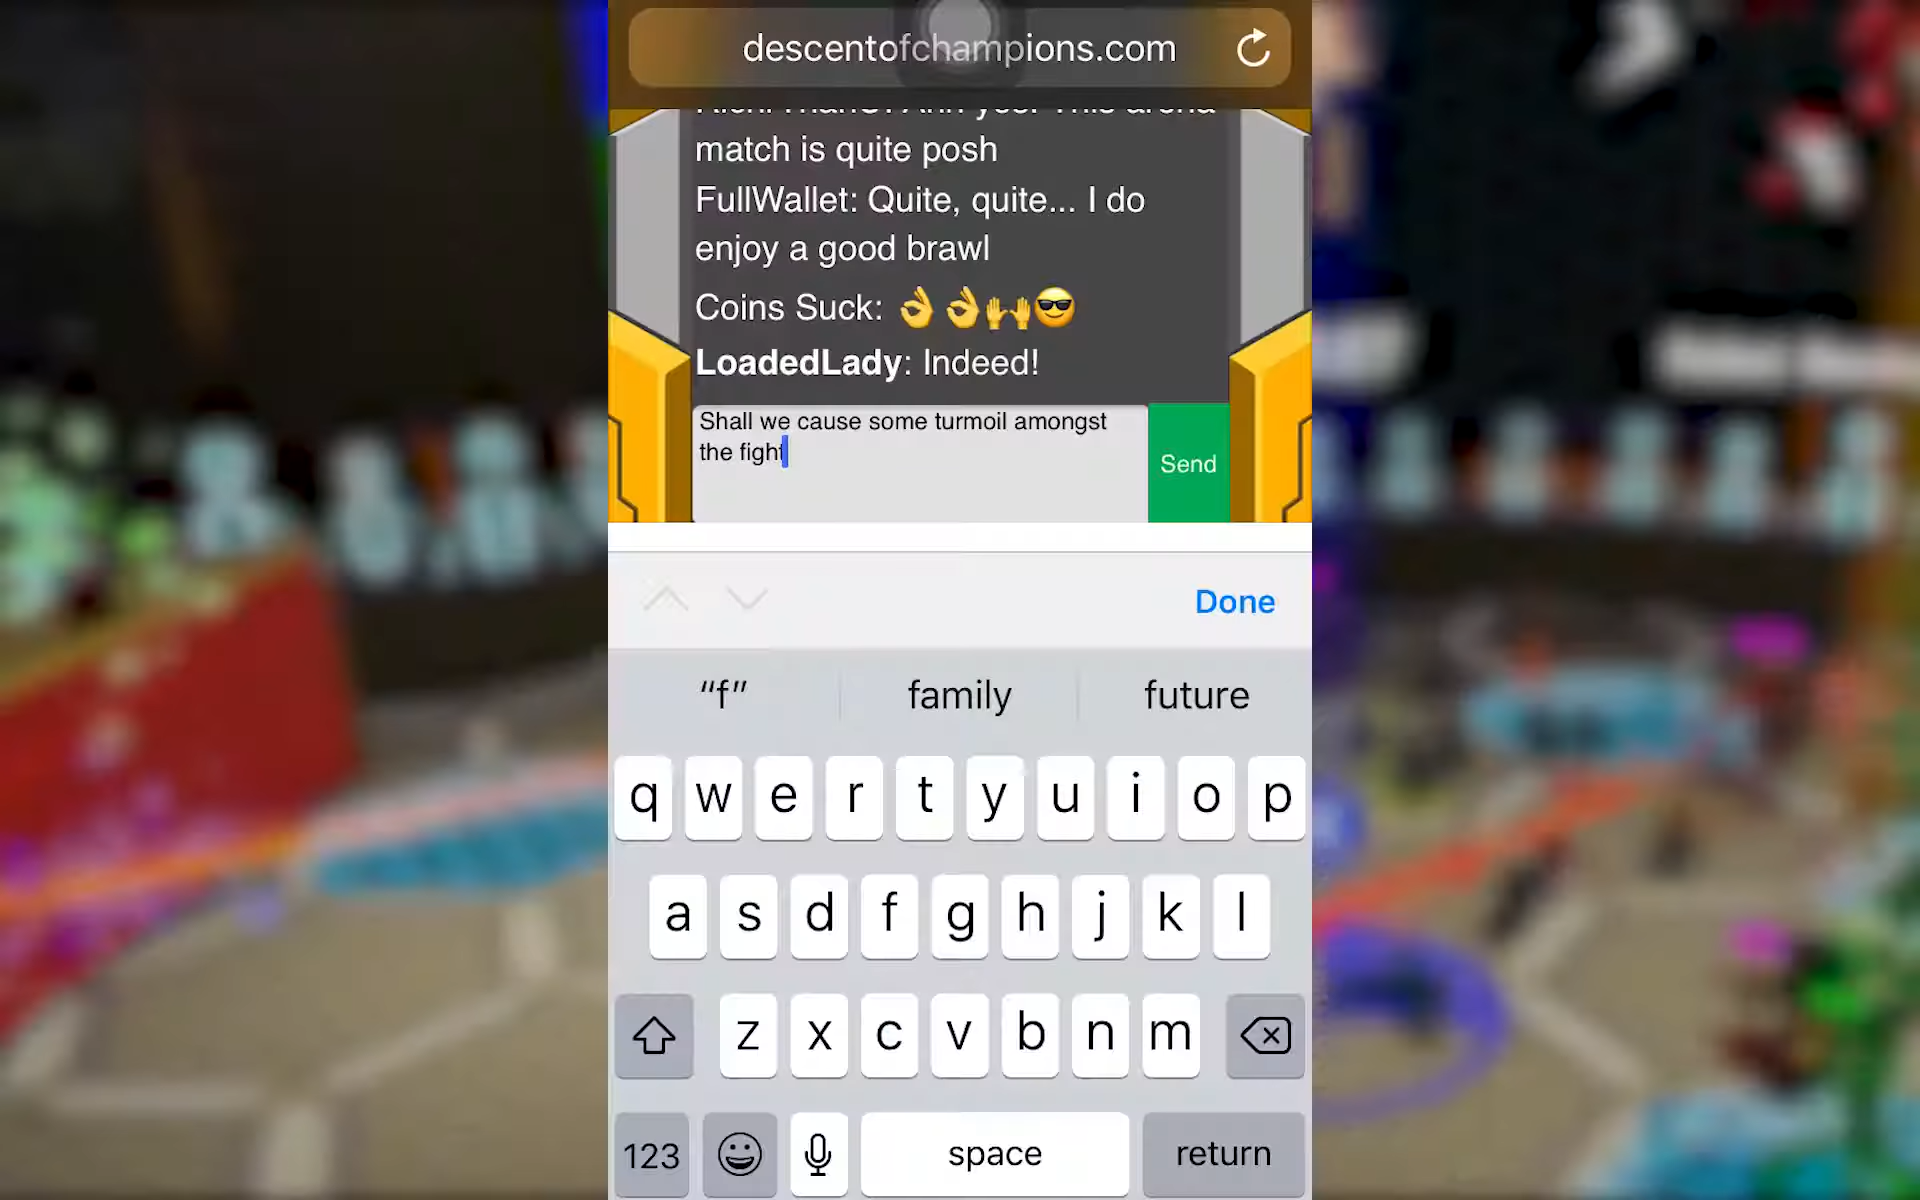 descentofchampions.com
match is quite posh
FullWallet: Quite, quite... I do
enjoy a good brawl
Coins Suck: 👌👌🙌😎
LoadedLady: Indeed!
Shall we cause some turmoil amongst
the fight
Send
Done
"f" family future
q w e r t y u i o p
a s d f g h j k l
z x c v b n m
123 space return